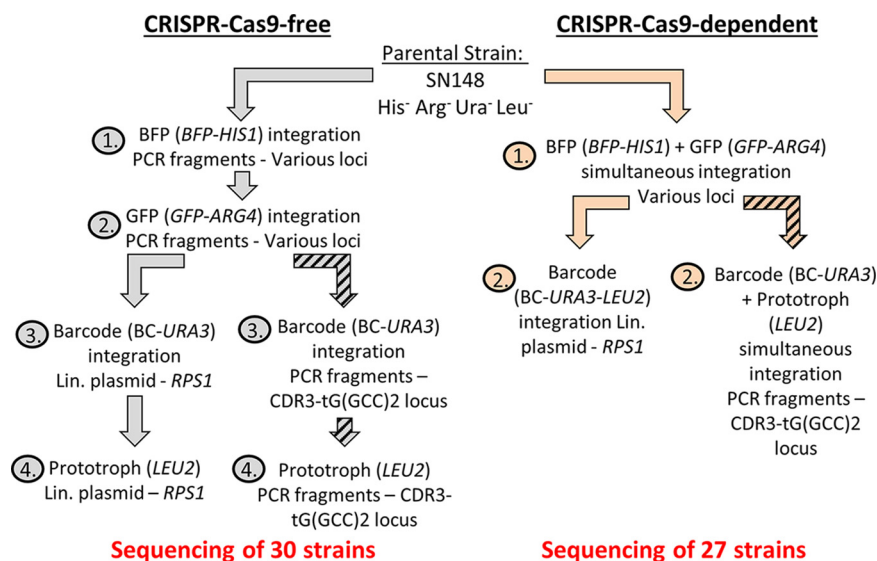 CRISPR-Cas9-free
CRISPR-Cas9-dependent
Parental Strain:
SN148
His- Arg- Ura- Leu-
1.
BFP (BFP-HIS1) integration
PCR fragments - Various loci
2.
GFP (GFP-ARG4) integration
PCR fragments - Various loci
3.
Barcode (BC-URA3)
integration
Lin. plasmid - RPS1
3.
Barcode (BC-URA3)
integration
PCR fragments –
CDR3-tG(GCC)2 locus
4.
Prototroph (LEU2)
Lin. plasmid – RPS1
4.
Prototroph (LEU2)
PCR fragments – CDR3-
tG(GCC)2 locus
Sequencing of 30 strains
1.
BFP (BFP-HIS1) + GFP (GFP-ARG4)
simultaneous integration
Various loci
2.
Barcode
(BC-URA3-LEU2)
integration Lin.
plasmid - RPS1
2.
Barcode (BC-URA3)
+ Prototroph
(LEU2)
simultaneous
integration
PCR fragments –
CDR3-tG(GCC)2
locus
Sequencing of 27 strains